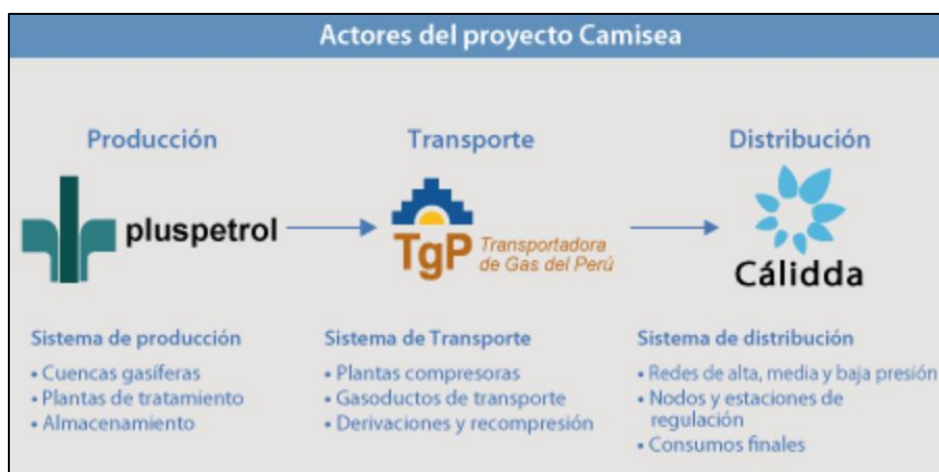 Actores del proyecto Camisea
Producción
Transporte
Distribución
pluspetrol
TgP
Transportadora
de Gas del Perú
Cálidda
Sistema de producción
• Cuencas gasíferas
• Plantas de tratamiento
• Almacenamiento
Sistema de Transporte
• Plantas compresoras
• Gasoductos de transporte
• Derivaciones y recompresión
Sistema de distribución
• Redes de alta, media y baja presión
• Nodos y estaciones de
regulación
• Consumos finales